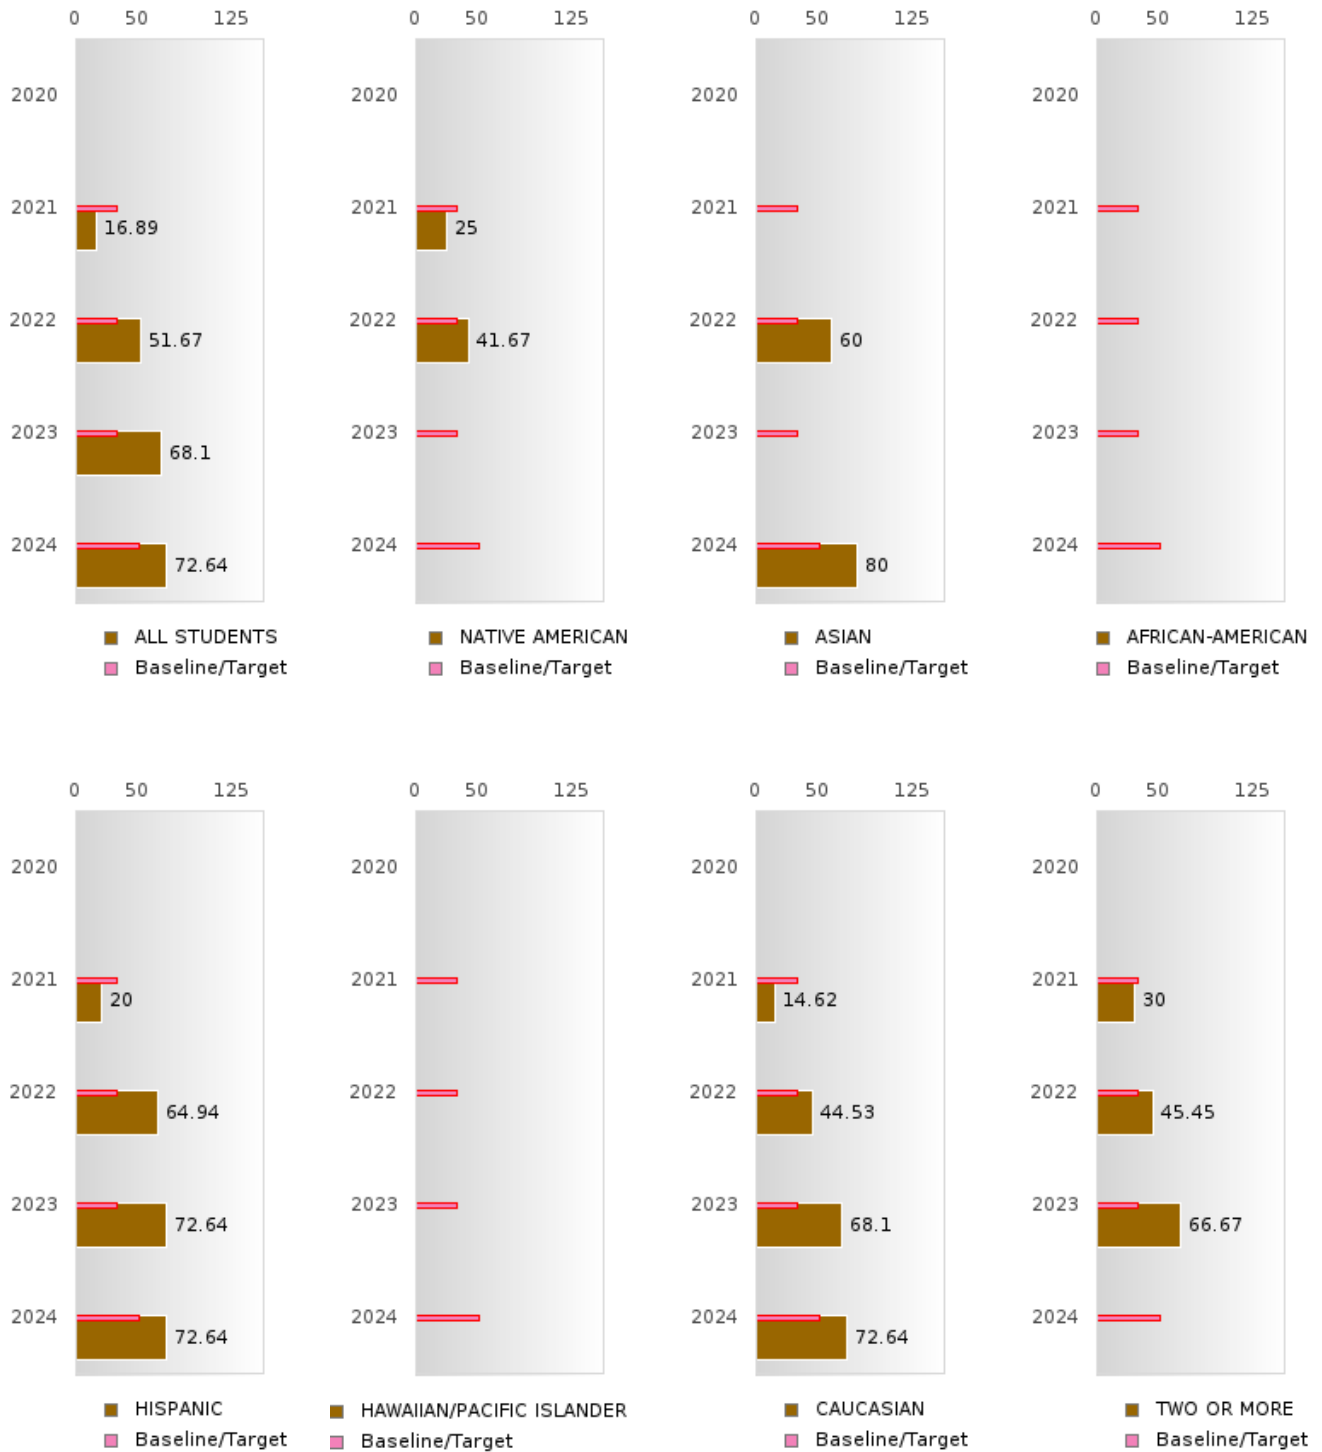 0 50 125 0 50 125 0 50 125 0 50 125
2020 2020 2020 2020
2021 2021 2021 2021
16.89 25
2022 2022 2022 2022
51.67 41.67 60
2023 2023 2023 2023
68.1
2024 2024 2024 2024
72.64 80
ALL STUDENTS NATIVE AMERICAN ASIAN AFRICAN-AMERICAN
Baseline/Target Baseline/Target Baseline/Target Baseline/Target
0 50 125 0 50 125 0 50 125 0 50 125
2020 2020 2020 2020
2021 2021 2021 2021
20 14.62 30
2022 2022 2022 2022
64.94 44.53 45.45
2023 2023 2023 2023
72.64 68.1 66.67
2024 2024 2024 2024
72.64 72.64
HISPANIC HAWAIIAN/PACIFIC ISLANDER CAUCASIAN TWO OR MORE
Baseline/Target Baseline/Target Baseline/Target Baseline/Target